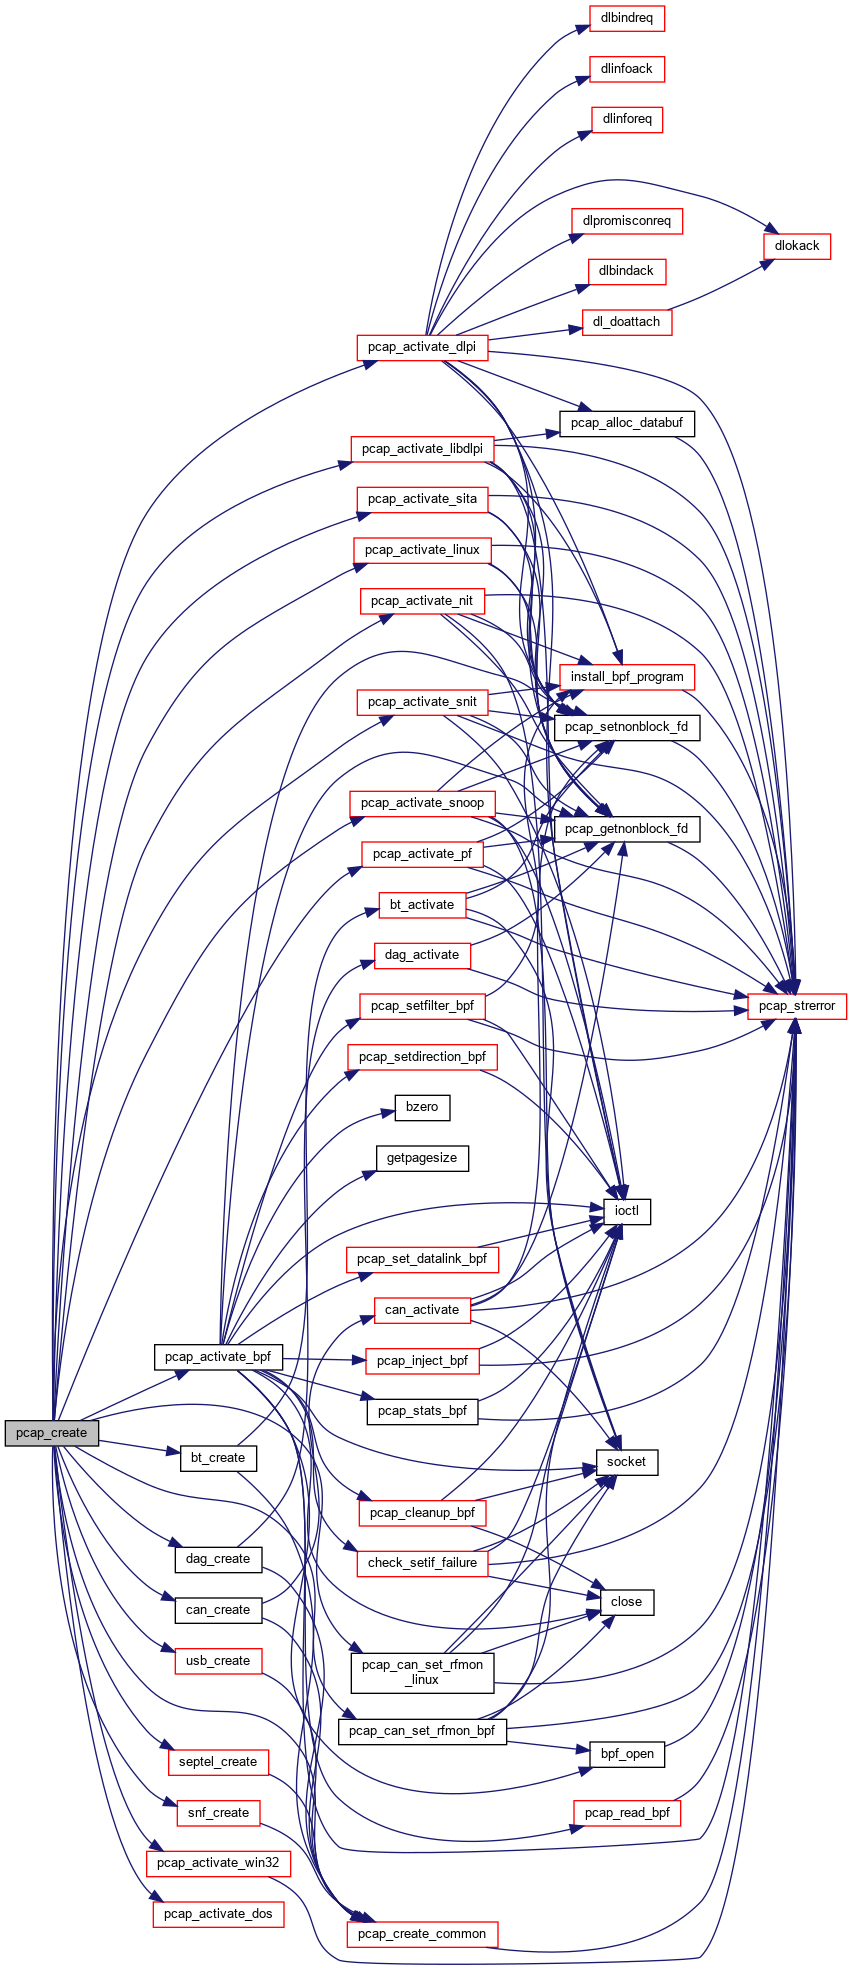 dlbindreq
dlinfoack
dlinforeq
dlpromisconreq
dlokack
dlbindack
dl_doattach
pcap_activate_dlpi
pcap_alloc_databuf
pcap_activate_libdlpi
pcap_activate_sita
pcap_activate_linux
pcap_activate_nit
install_bpf_program
pcap_activate_snit
pcap_setnonblock_fd
pcap_activate_snoop
pcap_getnonblock_fd
pcap_activate_pf
bt_activate
dag_activate
pcap_setfilter_bpf
pcap_strerror
pcap_setdirection_bpf
bzero
getpagesize
ioctl
pcap_set_datalink_bpf
can_activate
pcap_activate_bpf
pcap_inject_bpf
pcap_stats_bpf
pcap_create
bt_create
socket
pcap_cleanup_bpf
dag_create
check_setif_failure
can_create
close
usb_create
pcap_can_set_rfmon
_linux
pcap_can_set_rfmon_bpf
septel_create
bpf_open
snf_create
pcap_read_bpf
pcap_activate_win32
pcap_activate_dos
pcap_create_common